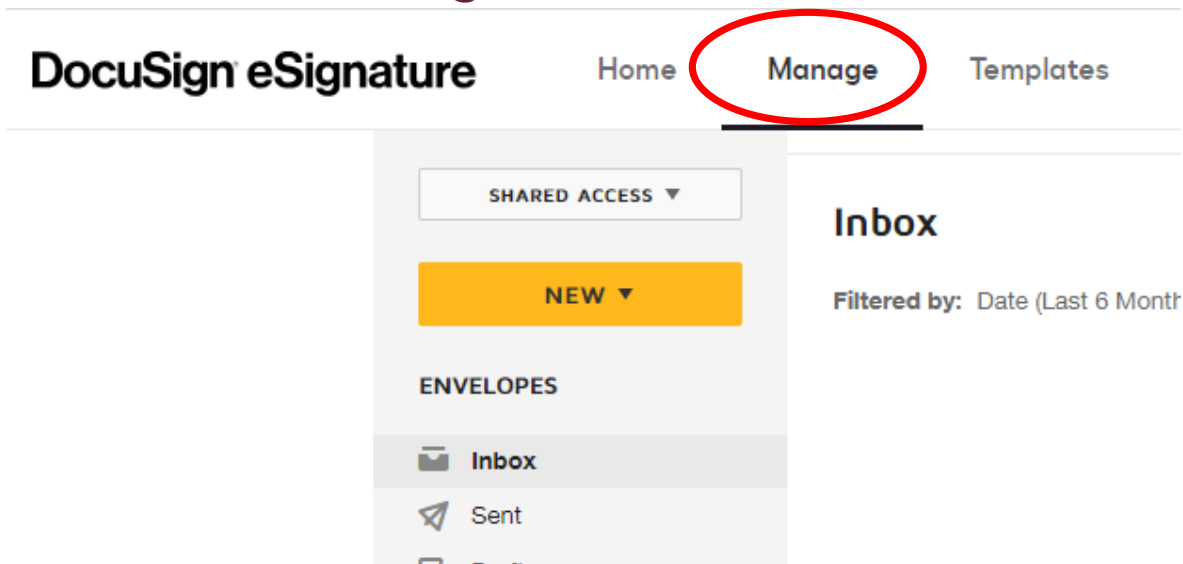 DocuSign eSignature Home Manage Templates
SHARED ACCESS
Inbox
NEW
Filtered by: Date (Last 6 Month
ENVELOPES
Inbox
Sent